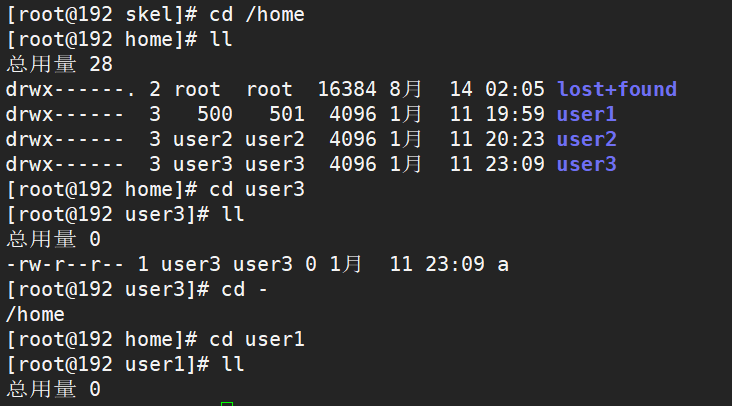 [root@192 skel]# cd /home
[root@192 home]# ll
总用量 28
drwx------. 2 root  root  16384 8月  14 02:05 lost+found
drwx------  3   500   501  4096 1月  11 19:59 user1
drwx------  3 user2 user2  4096 1月  11 20:23 user2
drwx------  3 user3 user3  4096 1月  11 23:09 user3
[root@192 home]# cd user3
[root@192 user3]# ll
总用量 0
-rw-r--r-- 1 user3 user3 0 1月  11 23:09 a
[root@192 user3]# cd -
/home
[root@192 home]# cd user1
[root@192 user1]# ll
总用量 0